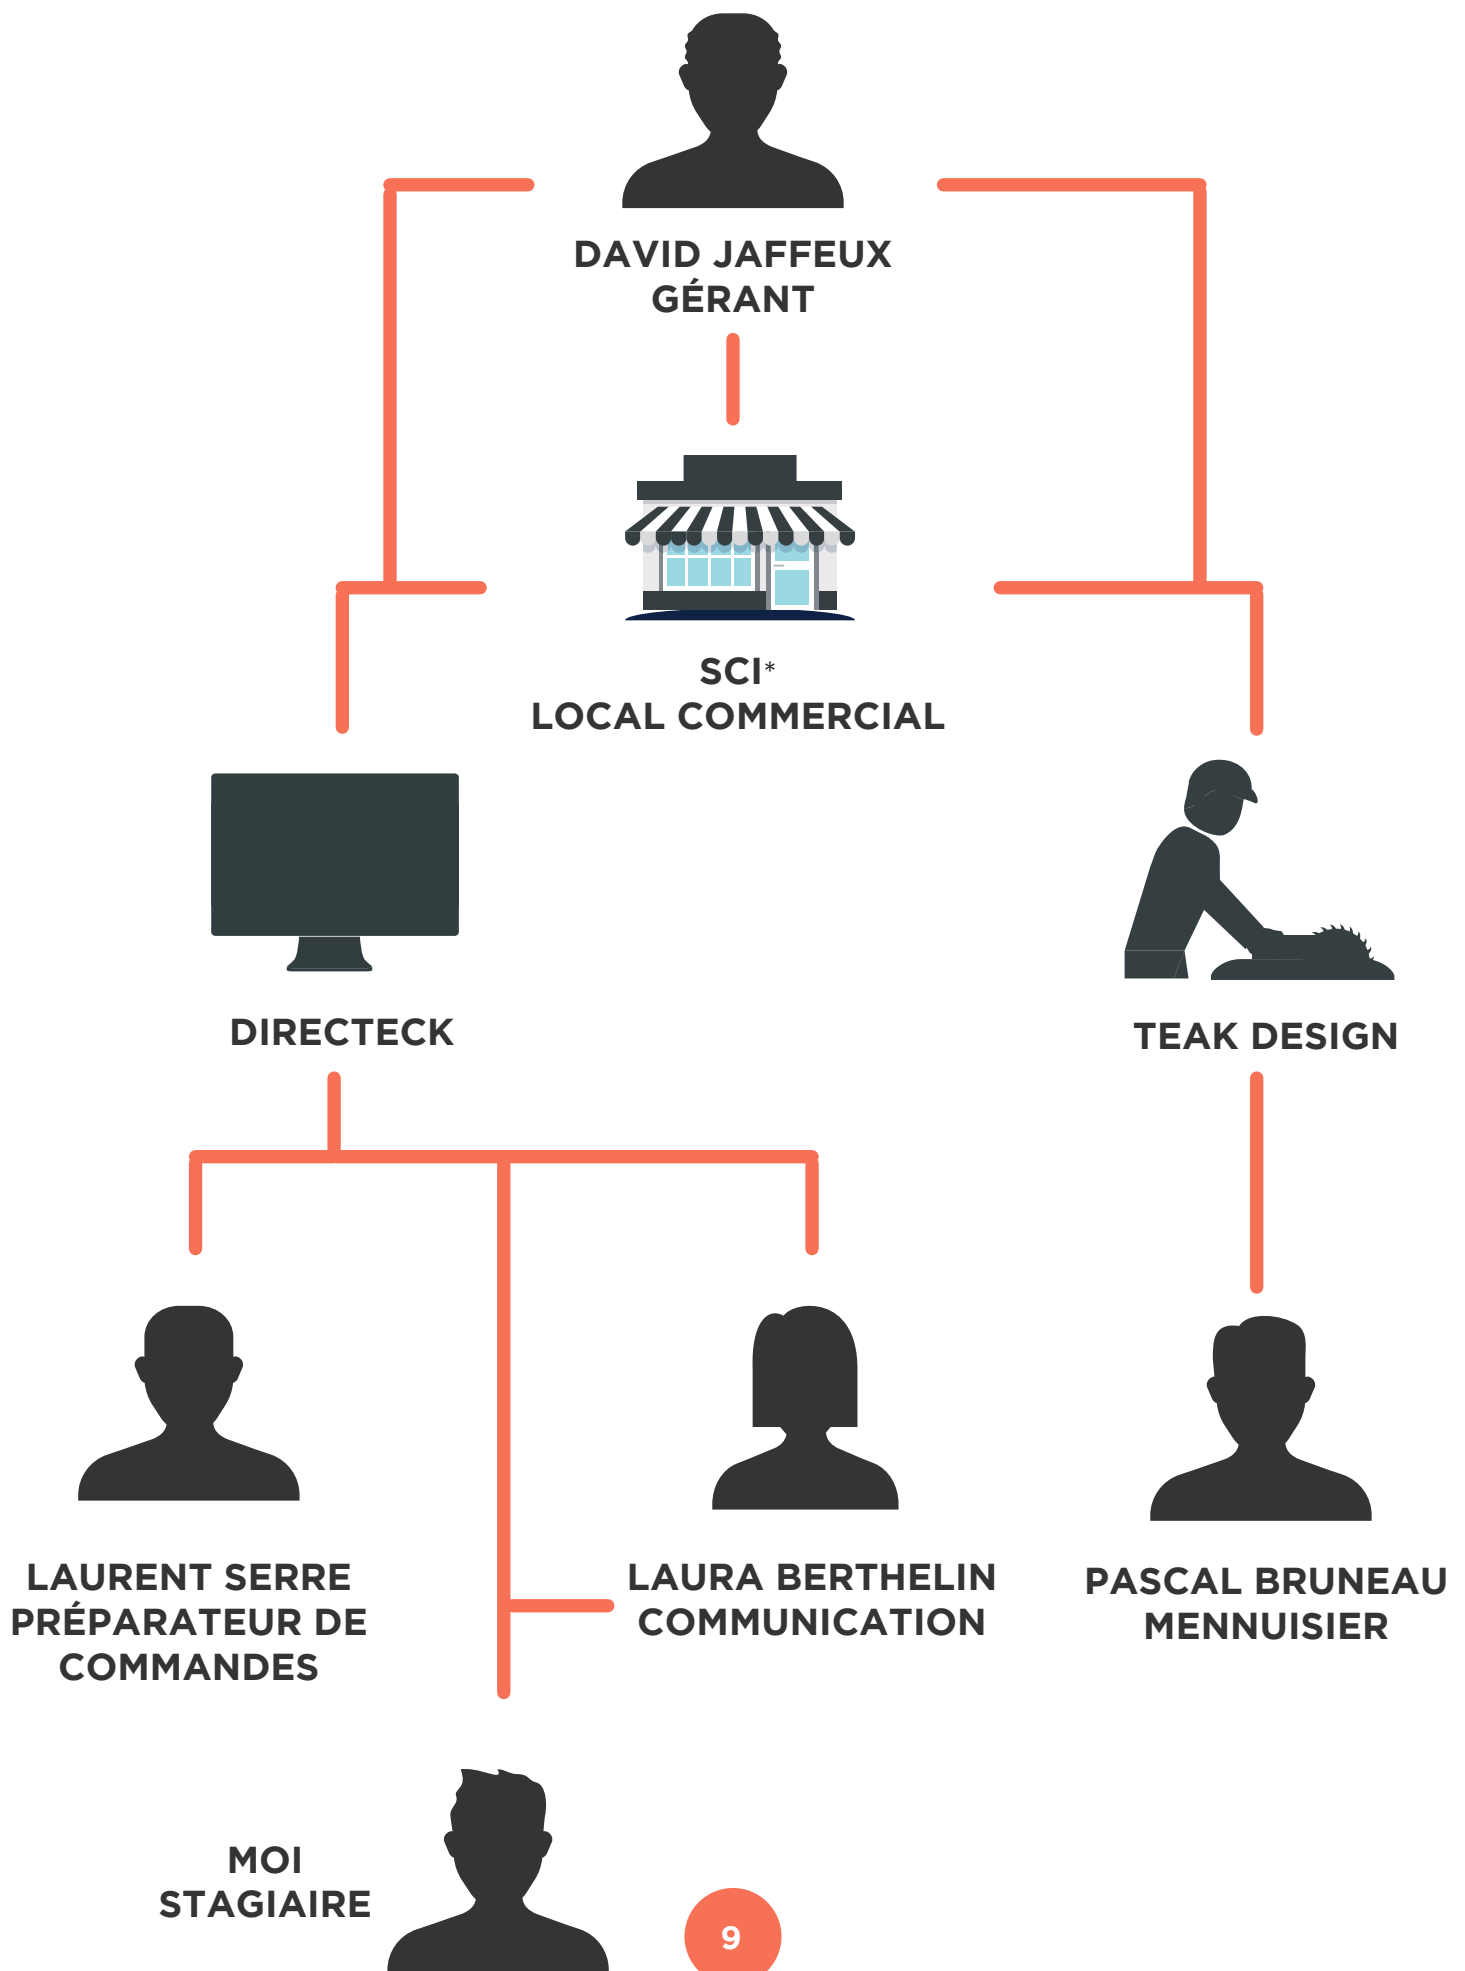 DAVID JAFFEUX
GÉRANT
SCI*
LOCAL COMMERCIAL
DIRECTECK
TEAK DESIGN
LAURENT SERRE
PRÉPARATEUR DE
COMMANDES
LAURA BERTHELIN
COMMUNICATION
PASCAL BRUNEAU
MENNUISIER
MOI
STAGIAIRE
9